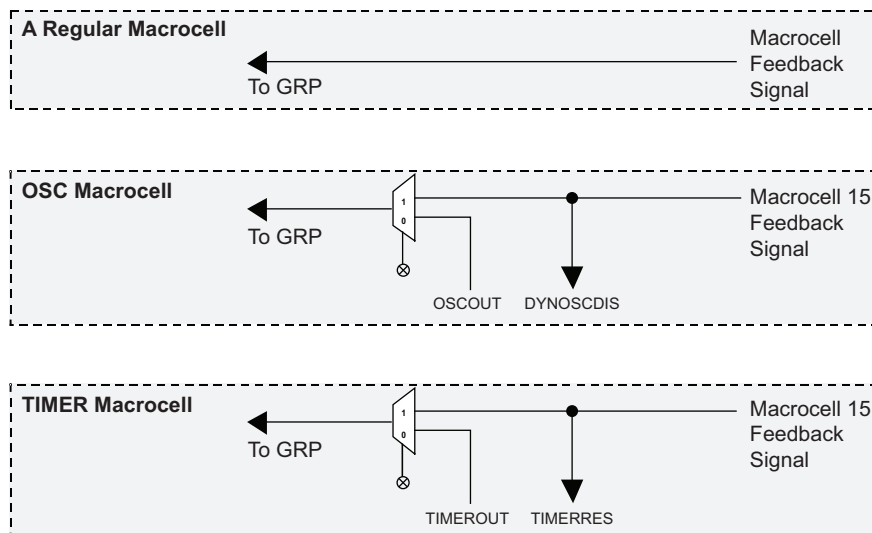 A Regular Macrocell
Macrocell
Feedback
Signal
To GRP
OSC Macrocell
1
0
Macrocell 15
Feedback
Signal
To GRP
OSCOUT DYNOSCDIS
TIMER Macrocell
1
0
Macrocell 15
Feedback
Signal
To GRP
TIMEROUT TIMERRES